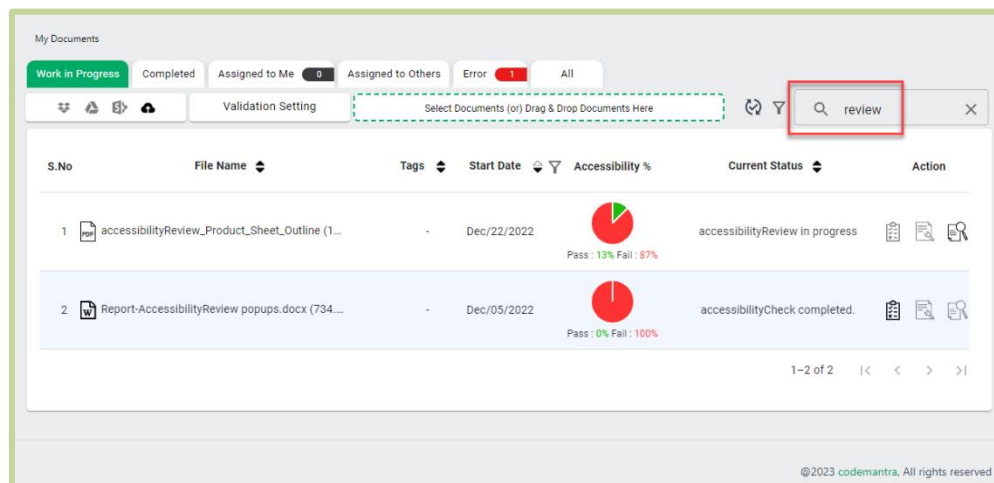 My Documents
Work in Progress Completed Assigned to Me 0 Assigned to Others Error 1 All
Validation Setting Select Documents (or) Drag & Drop Documents Here review
S.No File Name Tags Start Date Accessibility % Current Status Action
1 PDF accessibilityReview_Product_Sheet_Outline (1... - Dec/22/2022 accessibilityReview in progress
Pass : 13% Fail : 87%
2 W Report-AccessibilityReview popups.docx (734.... - Dec/05/2022 accessibilityCheck completed.
Pass : 0% Fail : 100%
1–2 of 2
@2023 codemantra, All rights reserved